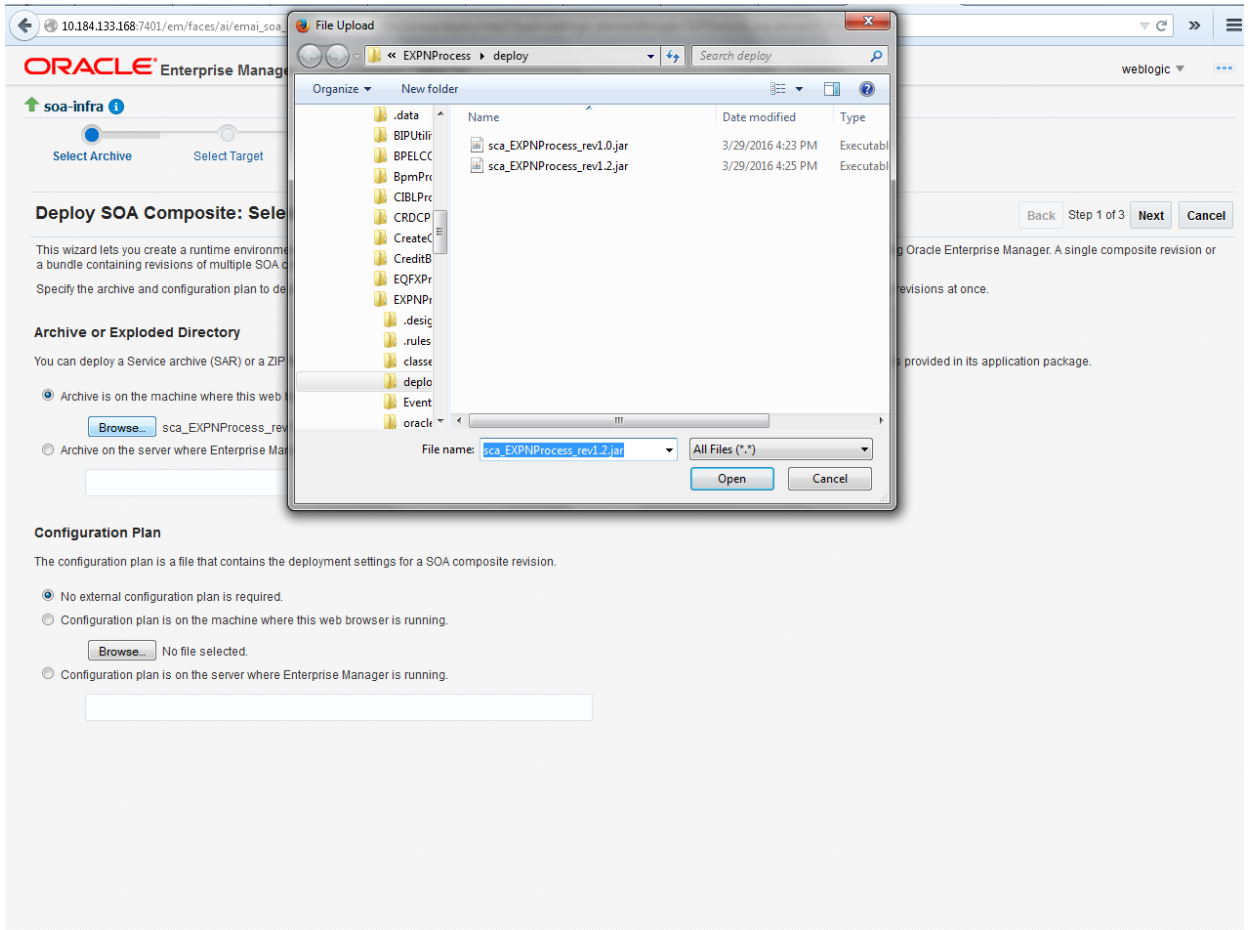 10.184.133.168:7401/em/faces/ai/emai_soa_
ORACLE Enterprise Manage
weblogic
soa-infra
Select Archive
Select Target
Deploy SOA Composite: Sele
Back Step 1 of 3 Next Cancel
This wizard lets you create a runtime environme
g Oracle Enterprise Manager. A single composite revision or
a bundle containing revisions of multiple SOA c
Specify the archive and configuration plan to de
revisions at once.
Archive or Exploded Directory
You can deploy a Service archive (SAR) or a ZIP
s provided in its application package.
Archive is on the machine where this web
Browse... sca_EXPNProcess_rev
Archive on the server where Enterprise Mar
Configuration Plan
The configuration plan is a file that contains the deployment settings for a SOA composite revision.
No external configuration plan is required.
Configuration plan is on the machine where this web browser is running.
Browse... No file selected.
Configuration plan is on the server where Enterprise Manager is running.
File Upload
« EXPNProcess deploy
Search deploy
Organize New folder
.data
BIPUtilit
BPELCC
BpmPro
CIBLPrc
CRDCP
CreateC
CreditB
EQFXPr
EXPNPr
.desig
.rules
classe
deplo
Event
oracle
Name Date modified Type
sca_EXPNProcess_rev1.0.jar 3/29/2016 4:23 PM Executabl
sca_EXPNProcess_rev1.2.jar 3/29/2016 4:25 PM Executabl
File name: sca_EXPNProcess_rev1.2.jar All Files (*.*)
Open Cancel